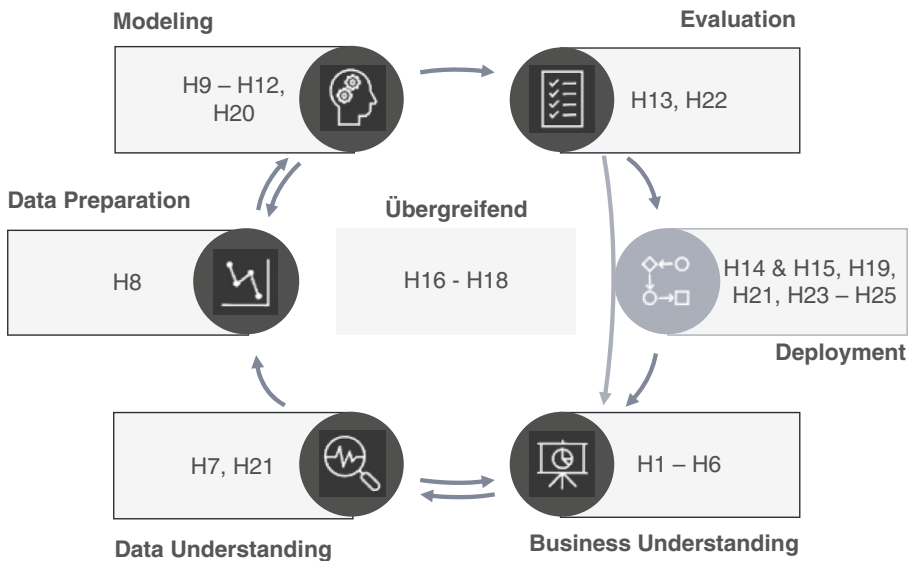 Modeling
H9 – H12,
H20
Evaluation
H13, H22
Data Preparation
H8
Übergreifend
H16 - H18
H14 & H15, H19,
H21, H23 – H25
Deployment
H7, H21
Data Understanding
H1 – H6
Business Understanding